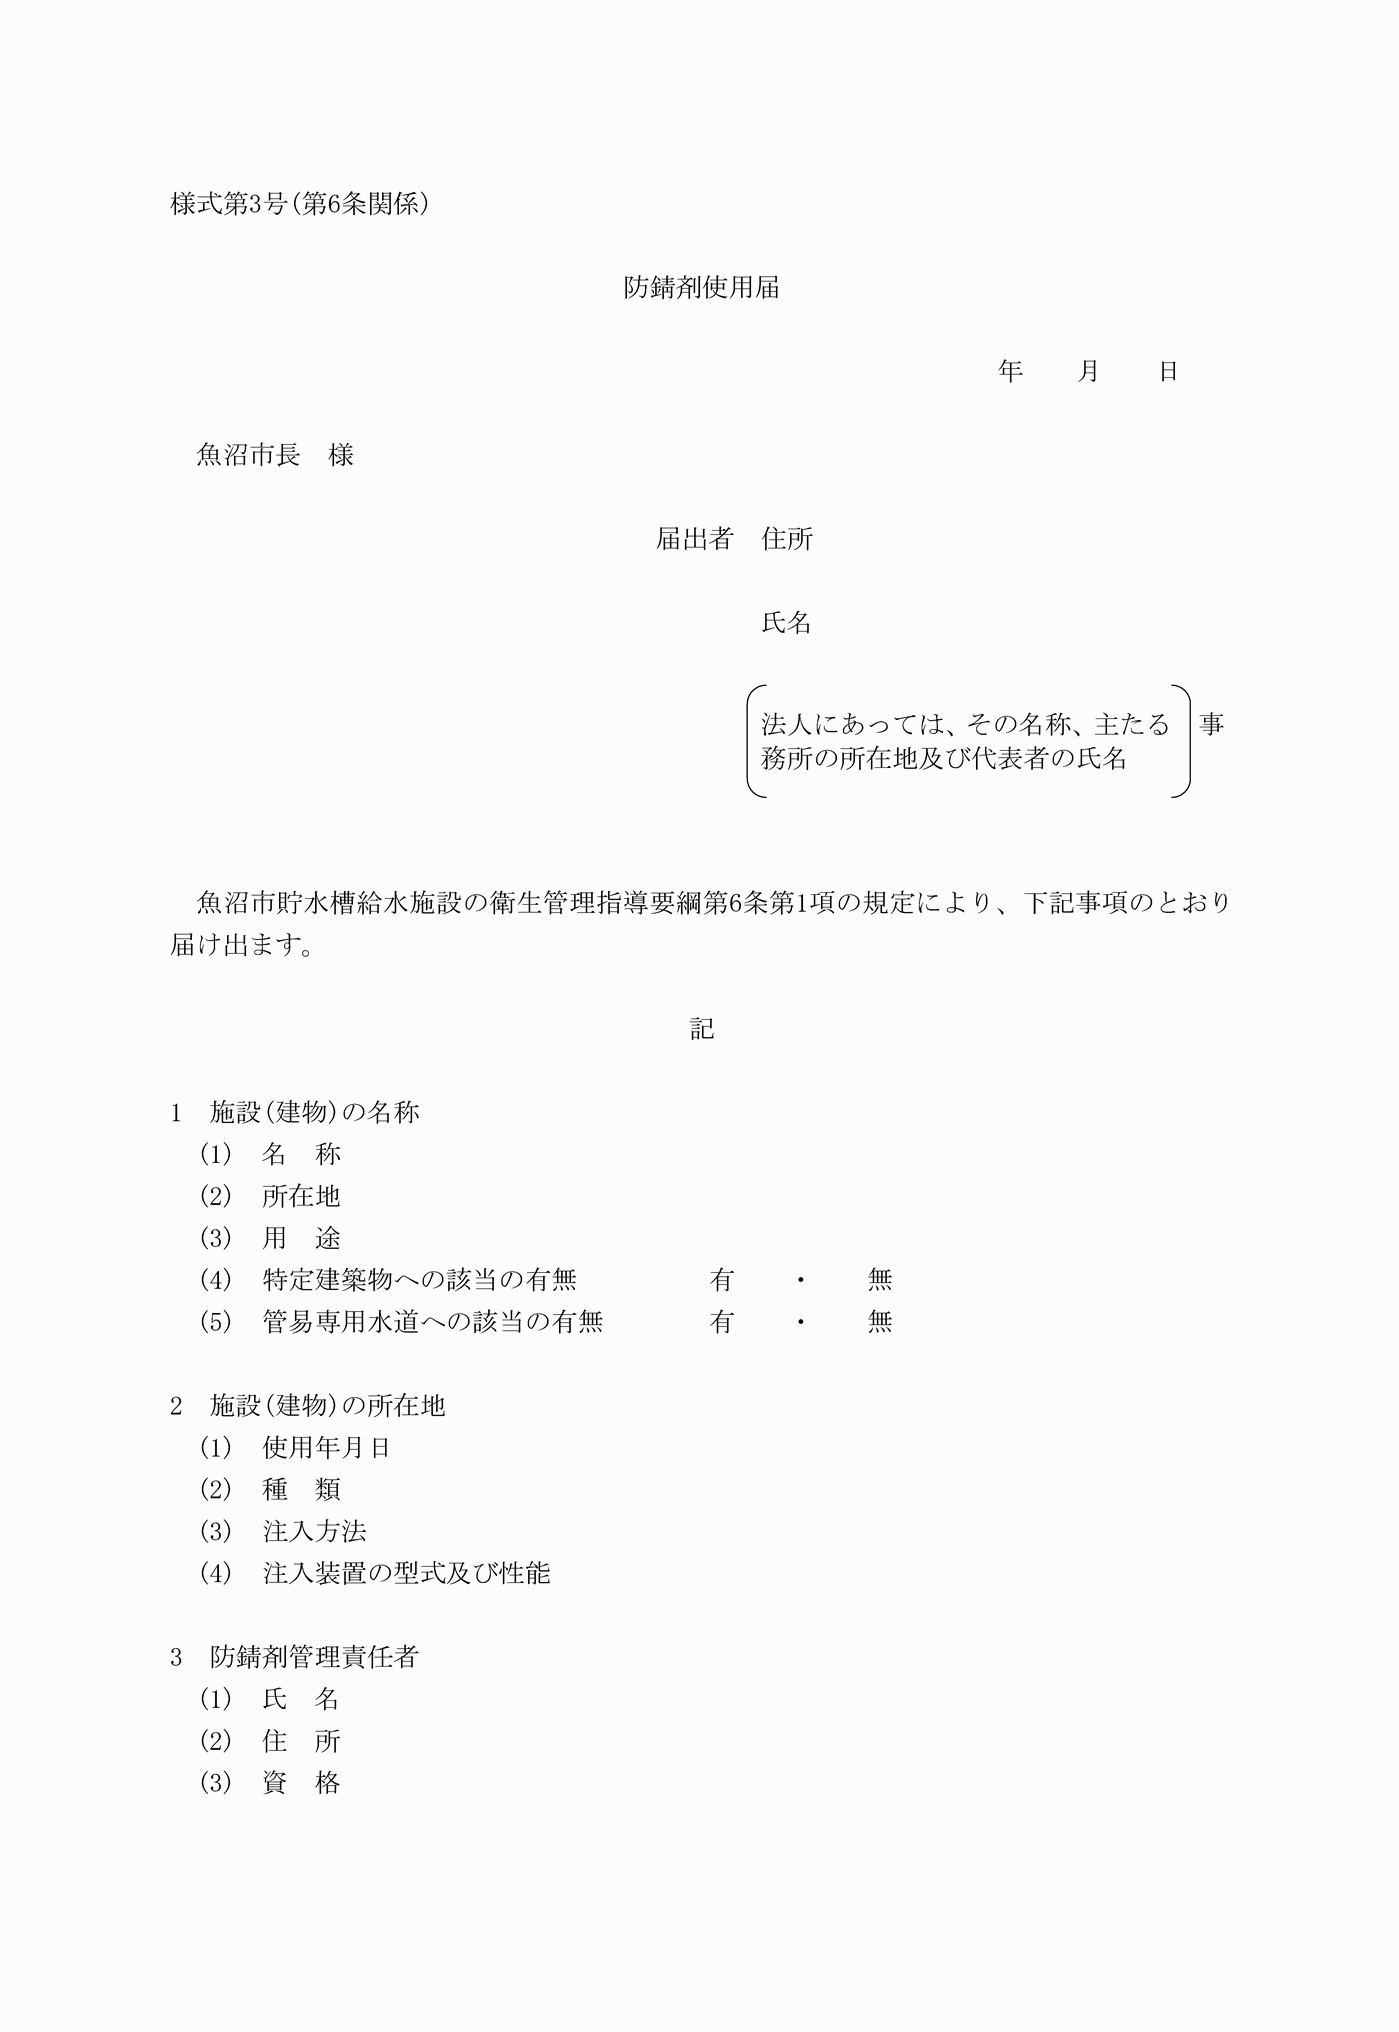 様式第3号(第6条関係)
防錆剤使用届
年　　月　　日
魚沼市長　様
届出者　住所
氏名
法人にあっては、その名称、主たる　事
務所の所在地及び代表者の氏名
魚沼市貯水槽給水施設の衛生管理指導要綱第6条第1項の規定により、下記事項のとおり
届け出ます。
記
1　施設(建物)の名称
(1)　名　称
(2)　所在地
(3)　用　途
(4)　特定建築物への該当の有無　　　　　有　　・　　無
(5)　管易専用水道への該当の有無　　　　有　　・　　無
2　施設(建物)の所在地
(1)　使用年月日
(2)　種　類
(3)　注入方法
(4)　注入装置の型式及び性能
3　防錆剤管理責任者
(1)　氏　名
(2)　住　所
(3)　資　格